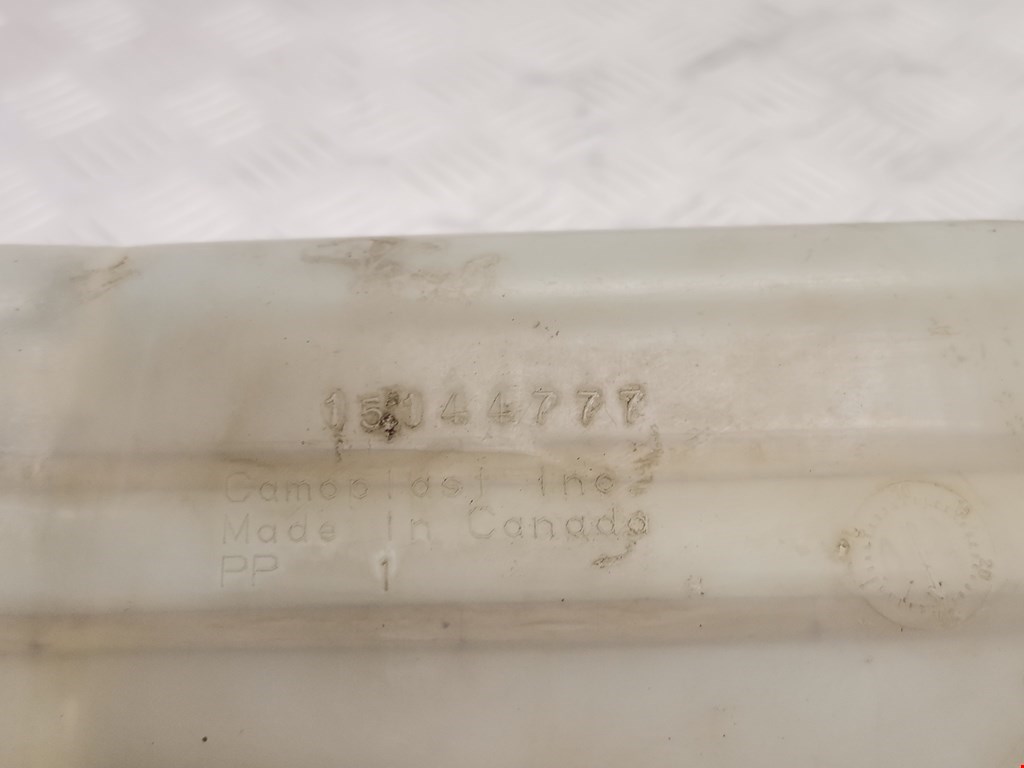 15144777
Camoplast Inc
Made In Canada
PP 1